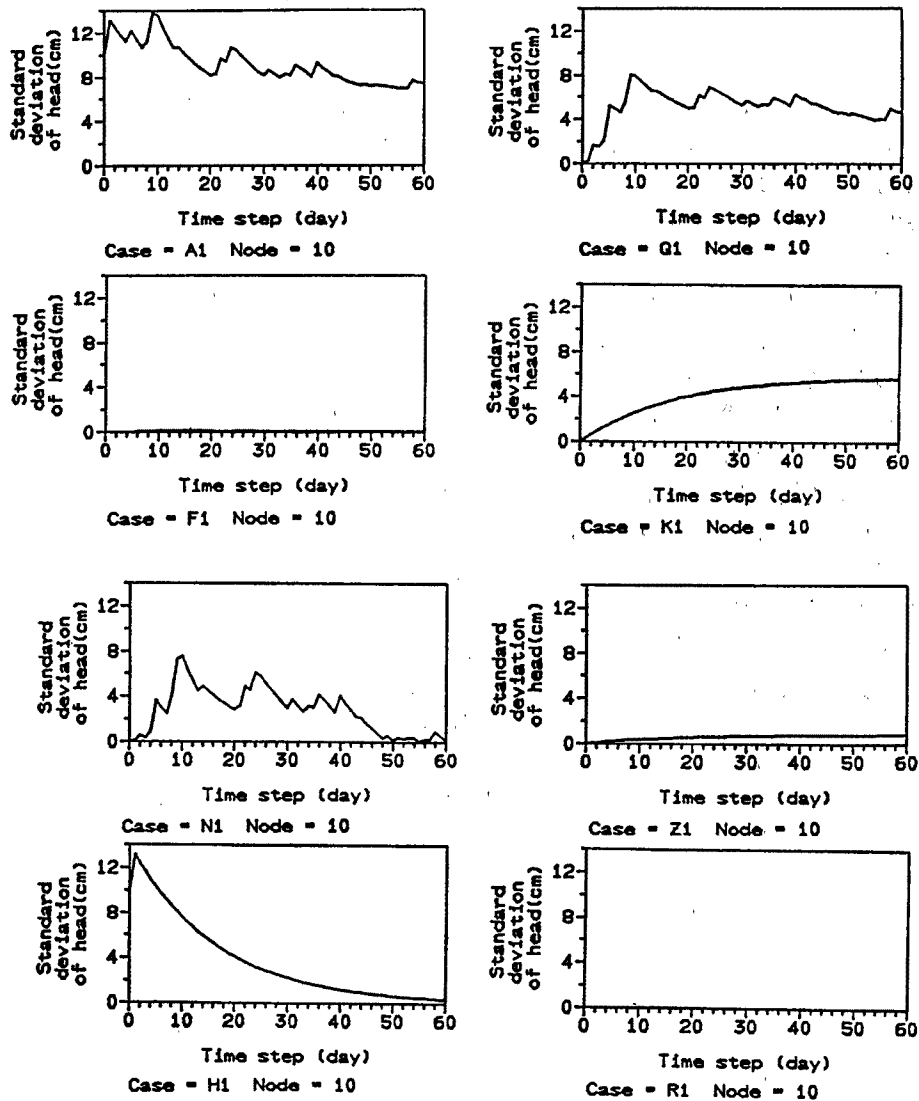 12
8
4
0
Standard
deviation
of head(cm)
0 10 20 30 40 50 60
Time step (day)
Case = A1 Node = 10
12
8
4
0
Standard
deviation
of head(cm)
0 10 20 30 40 50 60
Time step (day)
Case = Q1 Node = 10
12
8
4
0
Standard
deviation
of head(cm)
0 10 20 30 40 50 60
Time step (day)
Case = F1 Node = 10
12
8
4
0
Standard
deviation
of head(cm)
0 10 20 30 40 50 60
Time step (day)
Case = K1 Node = 10
12
8
4
0
Standard
deviation
of head(cm)
0 10 20 30 40 50 60
Time step (day)
Case = N1 Node = 10
12
8
4
0
Standard
deviation
of head(cm)
0 10 20 30 40 50 60
Time step (day)
Case = Z1 Node = 10
12
8
4
0
Standard
deviation
of head(cm)
0 10 20 30 40 50 60
Time step (day)
Case = H1 Node = 10
12
8
4
0
Standard
deviation
of head(cm)
0 10 20 30 40 50 60
Time step (day)
Case = R1 Node = 10